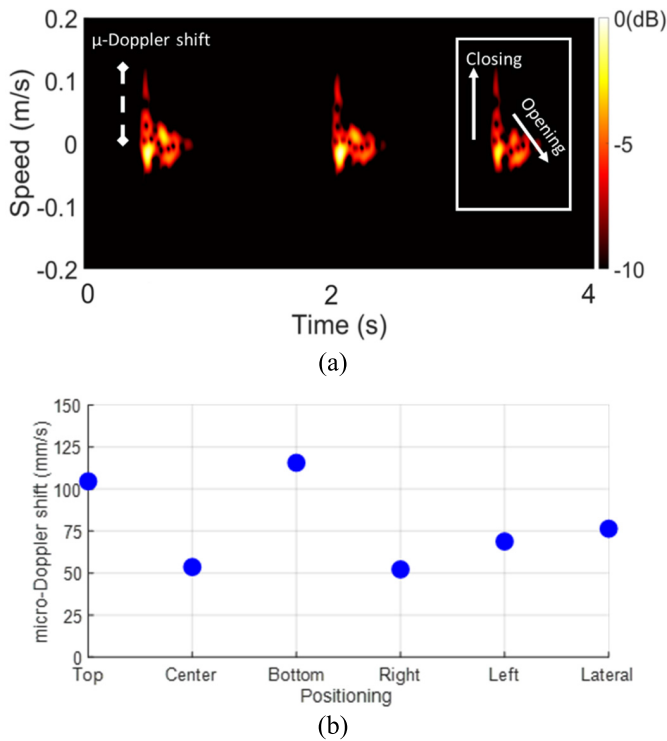 0.2
0.1
0
-0.1
-0.2
Speed (m/s)
μ-Doppler shift
Closing
Opening
0(dB)
-5
-10
0
2
4
Time (s)
(a)
150
125
100
75
50
25
0
micro-Doppler shift (mm/s)
Top
Center
Bottom
Right
Left
Lateral
Positioning
(b)